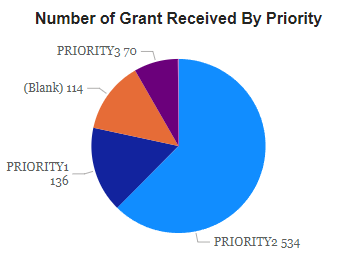 Number of Grant Received By Priority
PRIORITY3 70
(Blank) 114
PRIORITY1
136
PRIORITY2 534